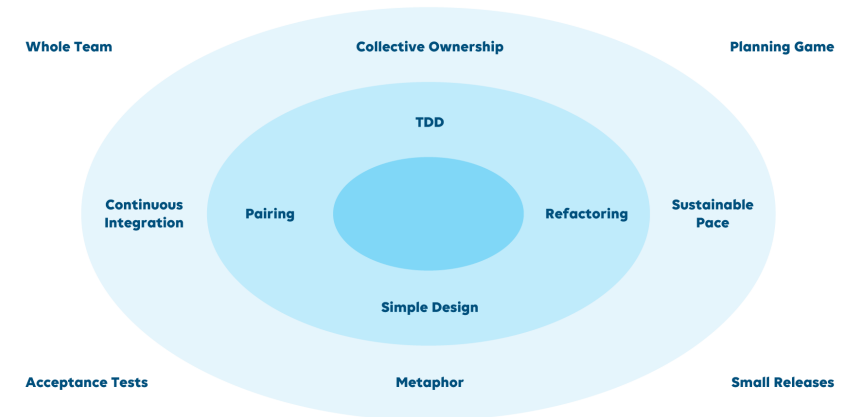 Whole Team
Collective Ownership
Planning Game
TDD
Continuous
Integration
Pairing
Refactoring
Sustainable
Pace
Simple Design
Acceptance Tests
Metaphor
Small Releases